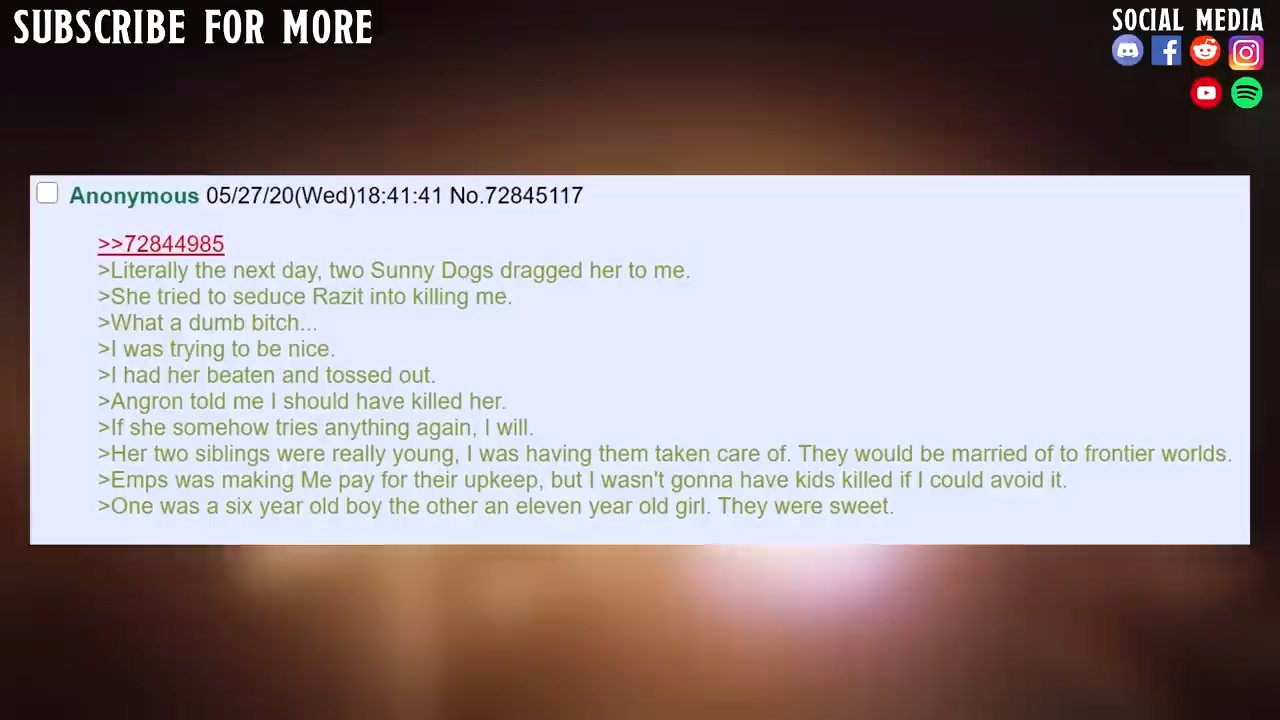 SUBSCRIBE FOR MORE
SOCIAL MEDIA
Anonymous 05/27/20(Wed)18:41:41 No.72845117
>>72844985
>Literally the next day, two Sunny Dogs dragged her to me.
>She tried to seduce Razit into killing me.
>What a dumb bitch...
>I was trying to be nice.
>I had her beaten and tossed out.
>Angron told me I should have killed her.
>If she somehow tries anything again, I will.
>Her two siblings were really young, I was having them taken care of. They would be married of to frontier worlds.
>Emps was making Me pay for their upkeep, but I wasn't gonna have kids killed if I could avoid it.
>One was a six year old boy the other an eleven year old girl. They were sweet.